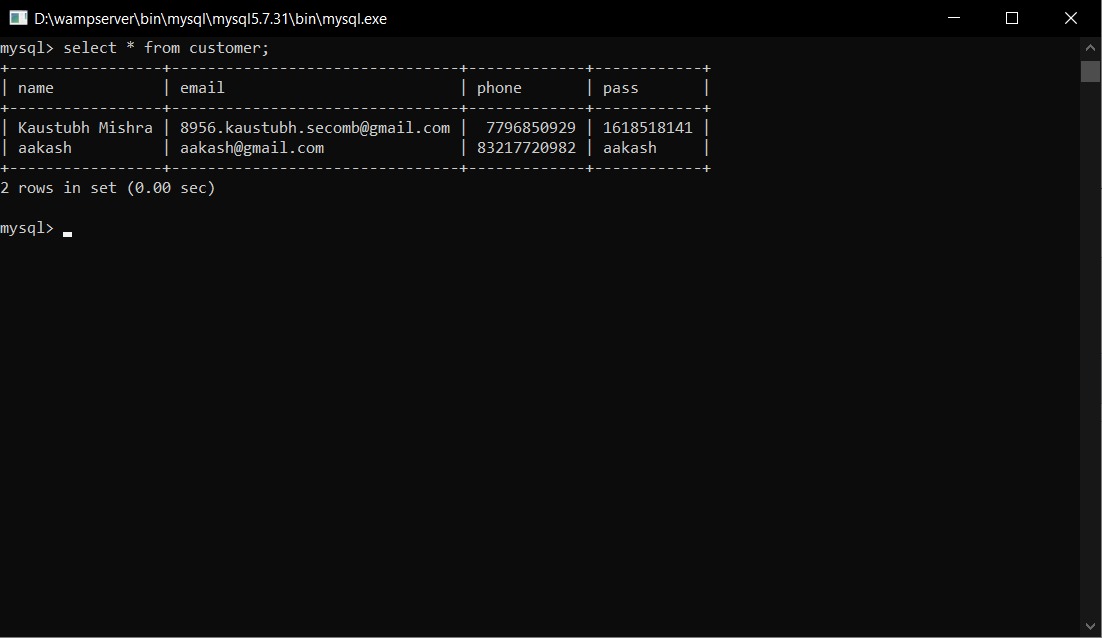 D:\wampserver\bin\mysql\mysql5.7.31\bin\mysql.exe
mysql> select * from customer;
+-----------------+--------------------------------+-------------+------------+
| name            | email                          | phone       | pass       |
+-----------------+--------------------------------+-------------+------------+
| Kaustubh Mishra | 8956.kaustubh.secomb@gmail.com |  7796850929 | 1618518141 |
| aakash          | aakash@gmail.com               | 83217720982 | aakash     |
+-----------------+--------------------------------+-------------+------------+
2 rows in set (0.00 sec)
mysql>